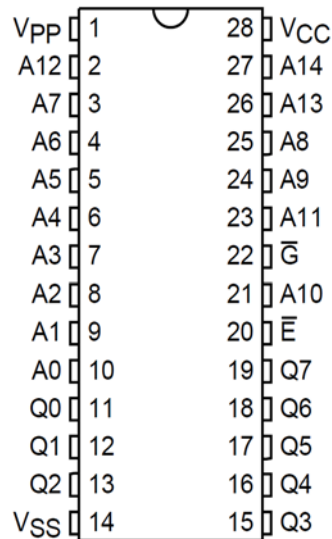 VPP 1 28 VCC
A12 2 27 A14
A7 3 26 A13
A6 4 25 A8
A5 5 24 A9
A4 6 23 A11
A3 7 22 G̅
A2 8 21 A10
A1 9 20 E̅
A0 10 19 Q7
Q0 11 18 Q6
Q1 12 17 Q5
Q2 13 16 Q4
VSS 14 15 Q3